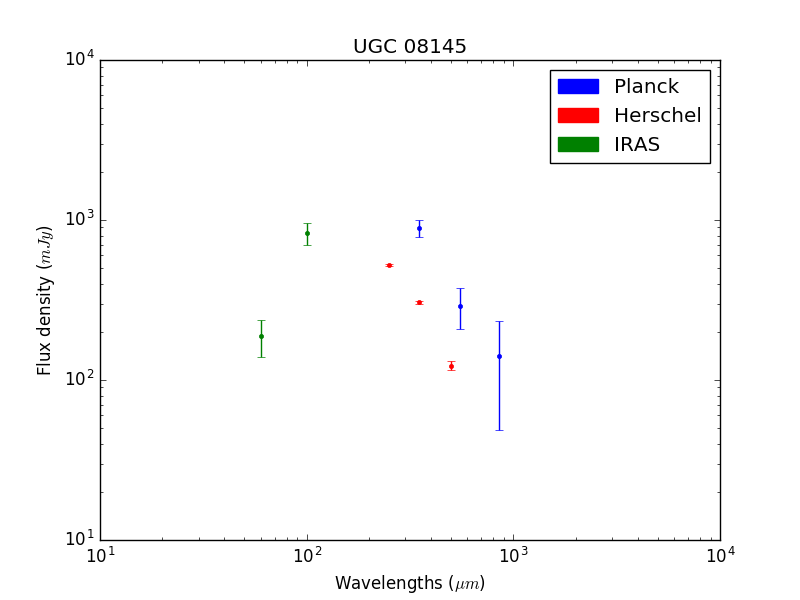 UGC 08145
Planck
Herschel
IRAS
10^4
10^3
10^2
10^1
Flux density (mJy)
10^1 10^2 10^3 10^4
Wavelengths (μm)